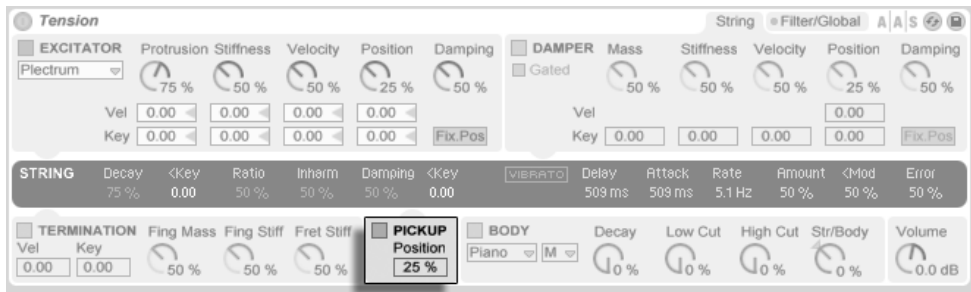 Tension String Filter/Global A A S
EXCITATOR Protrusion Stiffness Velocity Position Damping
Plectrum 75 % 50 % 50 % 25 % 50 %
Vel 0.00 0.00 0.00 0.00
Key 0.00 0.00 0.00 0.00 Fix.Pos
DAMPER Mass Stiffness Velocity Position Damping
Gated 50 % 50 % 50 % 25 % 50 %
Vel 0.00
Key 0.00 0.00 0.00 0.00 Fix.Pos
STRING Decay <Key Ratio Inharm Damping <Key VIBRATO Delay Attack Rate Amount <Mod Error
75 % 0.00 50 % 50 % 50 % 0.00 509 ms 509 ms 5.1 Hz 50 % 50 % 50 %
TERMINATION Fing Mass Fing Stiff Fret Stiff
Vel Key
0.00 0.00 50 % 50 % 50 %
PICKUP
Position
25 %
BODY Decay Low Cut High Cut Str/Body
Piano M 0 % 0 % 0 % 0 %
Volume
0.0 dB